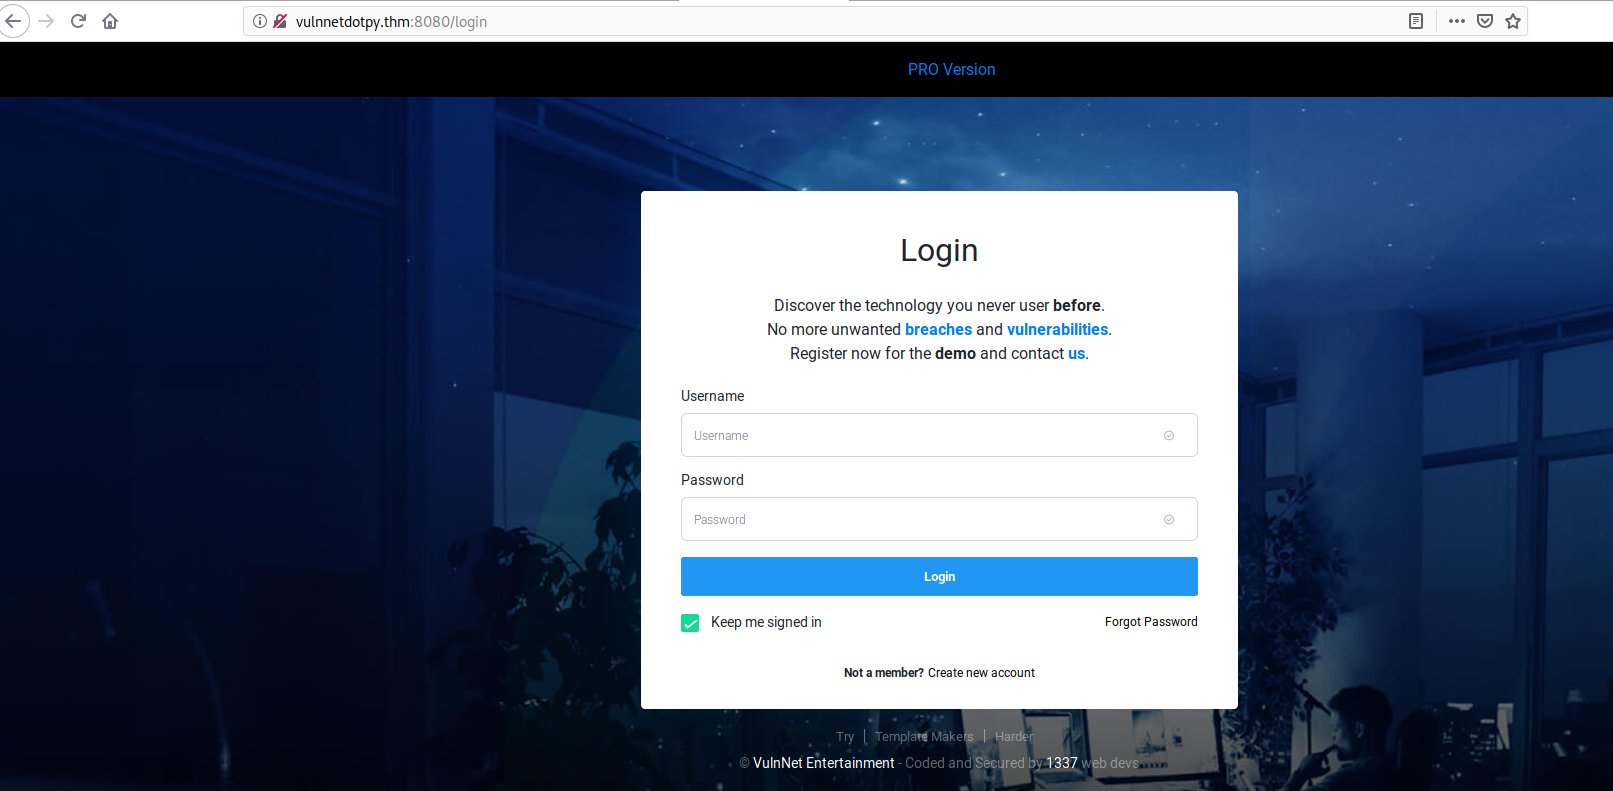 vulnnetdotpy.thm:8080/login
PRO Version
Login
Discover the technology you never user before.
No more unwanted breaches and vulnerabilities.
Register now for the demo and contact us.
Username
Username
Password
Password
Login
Keep me signed in
Forgot Password
Not a member? Create new account
Try | Template Makers | Harder
© VulnNet Entertainment - Coded and Secured by 1337 web devs